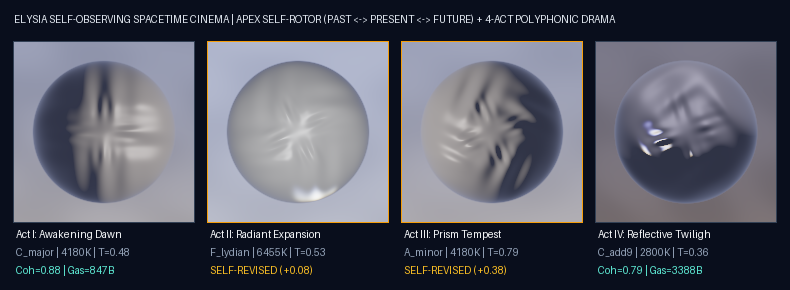 ELYSIA SELF-OBSERVING SPACETIME CINEMA | APEX SELF-ROTOR (PAST <-> PRESENT <-> FUTURE) + 4-ACT POLYPHONIC DRAMA
Act I: Awakening Dawn
C_major | 4180K | T=0.48
Coh=0.88 | Gas=847B
Act II: Radiant Expansion
F_lydian | 6455K | T=0.53
SELF-REVISED (+0.08)
Act III: Prism Tempest
A_minor | 4180K | T=0.79
SELF-REVISED (+0.38)
Act IV: Reflective Twiligh
C_add9 | 2800K | T=0.36
Coh=0.79 | Gas=3388B